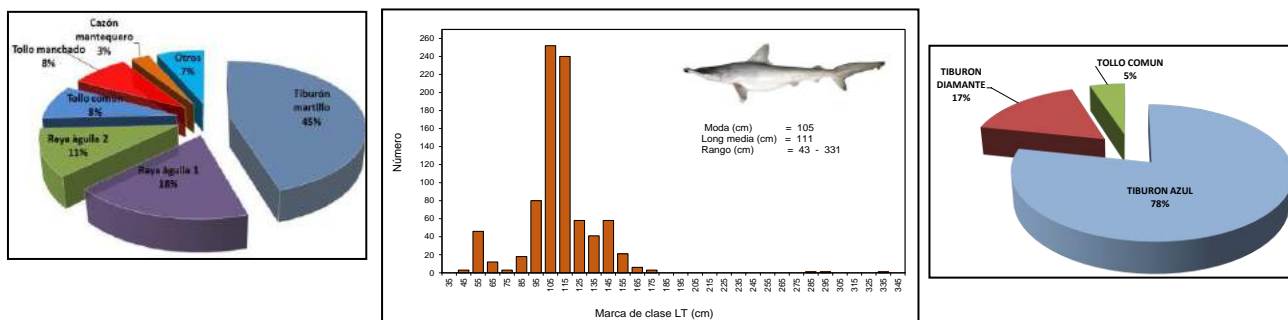 Cazón
mantequero
3%
Tollo manchado
8%
Otros
7%
Tollo común
8%
Tiburón
martillo
45%
Raya águila 2
11%
Raya águila 1
18%
Número
260
240
220
200
180
160
140
120
100
80
60
40
20
0
Moda (cm) = 105
Long media (cm) = 111
Rango (cm) = 43 - 331
35 45 55 65 75 85 95 105 115 125 135 145 155 165 175 185 195 205 215 225 235 245 255 265 275 285 295 305 315 325 335 345
Marca de clase LT (cm)
TIBURON
DIAMANTE
17%
TOLLO COMUN
5%
TIBURON AZUL
78%